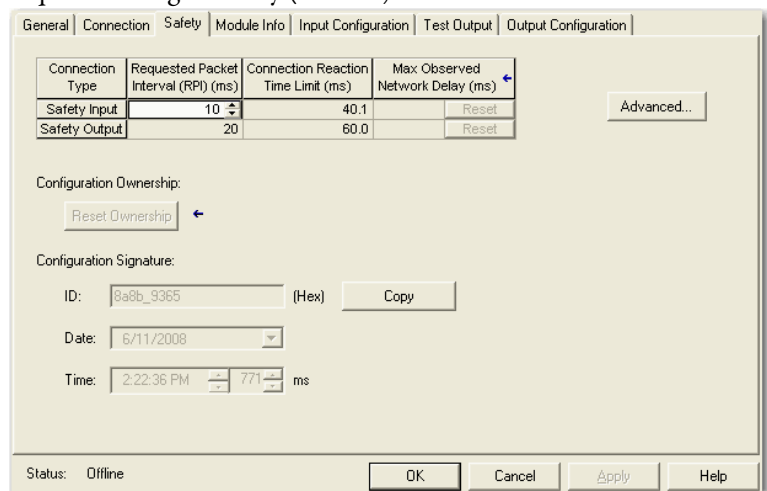 General Connection Safety Module Info Input Configuration Test Output Output Configuration
Connection Type Requested Packet Interval (RPI) (ms) Connection Reaction Time Limit (ms) Max Observed Network Delay (ms)
Safety Input 10 40.1 Reset
Safety Output 20 60.0 Reset
Advanced...
Configuration Ownership:
Reset Ownership
Configuration Signature:
ID: 8a8b_9365 (Hex) Copy
Date: 6/11/2008
Time: 2:22:36 PM 771 ms
Status: Offline OK Cancel Apply Help